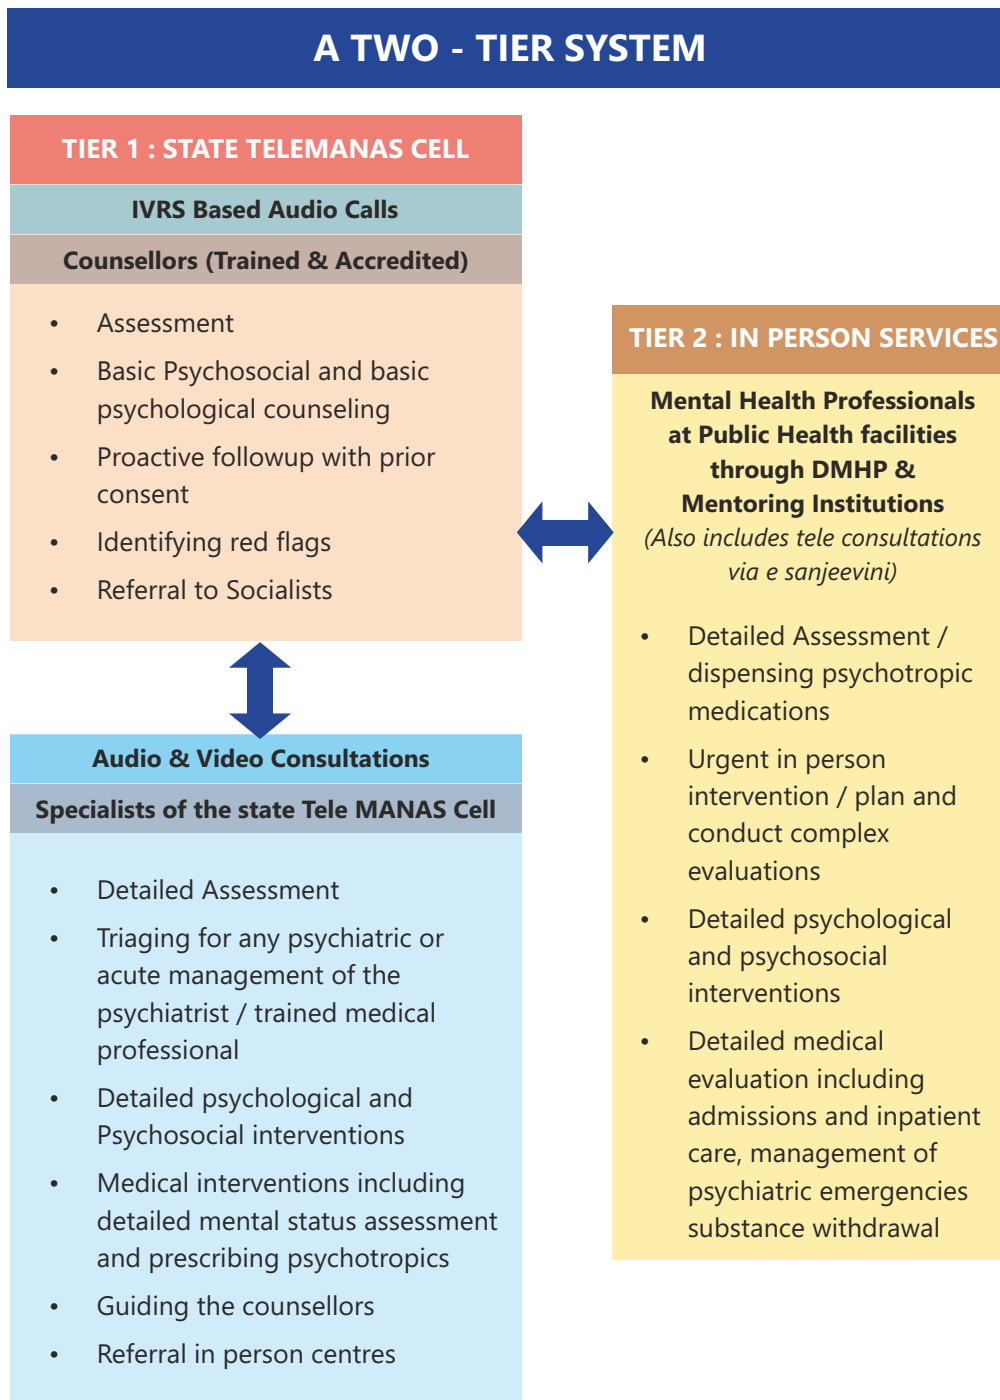 A TWO - TIER SYSTEM
TIER 1 : STATE TELEMANAS CELL
IVRS Based Audio Calls
Counsellors (Trained & Accredited)
• Assessment
• Basic Psychosocial and basic
psychological counseling
• Proactive followup with prior
consent
• Identifying red flags
• Referral to Socialists
Audio & Video Consultations
Specialists of the state Tele MANAS Cell
• Detailed Assessment
• Triaging for any psychiatric or
acute management of the
psychiatrist / trained medical
professional
• Detailed psychological and
Psychosocial interventions
• Medical interventions including
detailed mental status assessment
and prescribing psychotropics
• Guiding the counsellors
• Referral in person centres
TIER 2 : IN PERSON SERVICES
Mental Health Professionals
at Public Health facilities
through DMHP &
Mentoring Institutions
(Also includes tele consultations
via e sanjeevini)
• Detailed Assessment /
dispensing psychotropic
medications
• Urgent in person
intervention / plan and
conduct complex
evaluations
• Detailed psychological
and psychosocial
interventions
• Detailed medical
evaluation including
admissions and inpatient
care, management of
psychiatric emergencies
substance withdrawal